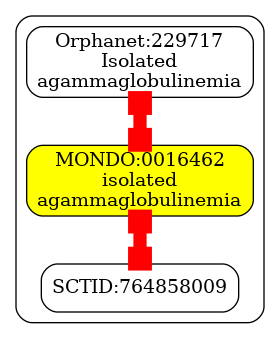 Orphanet:229717
Isolated
agammaglobulinemia
MONDO:0016462
isolated
agammaglobulinemia
SCTID:764858009